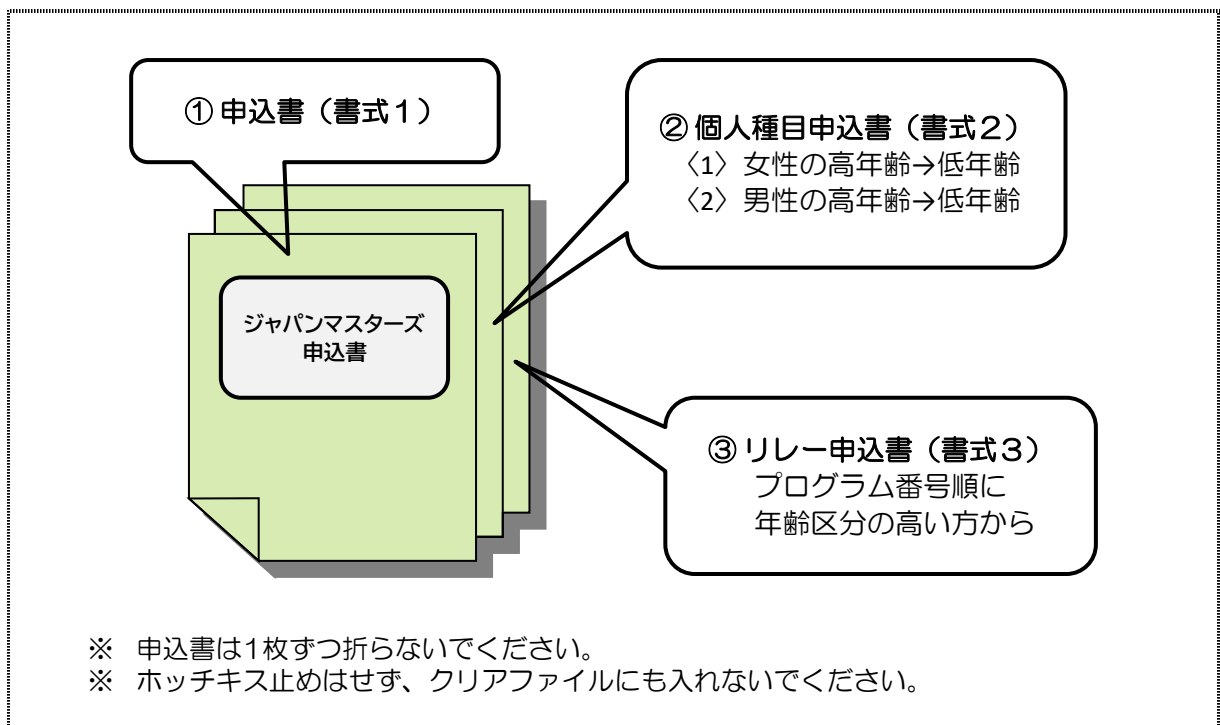 ① 申込書（書式１）
② 個人種目申込書（書式２）
〈1〉女性の高年齢→低年齢
〈2〉男性の高年齢→低年齢
ジャパンマスターズ
申込書
③ リレー申込書（書式３）
プログラム番号順に
年齢区分の高い方から
※　申込書は１枚ずつ折らないでください。
※　ホッチキス止めはせず、クリアファイルにも入れないでください。